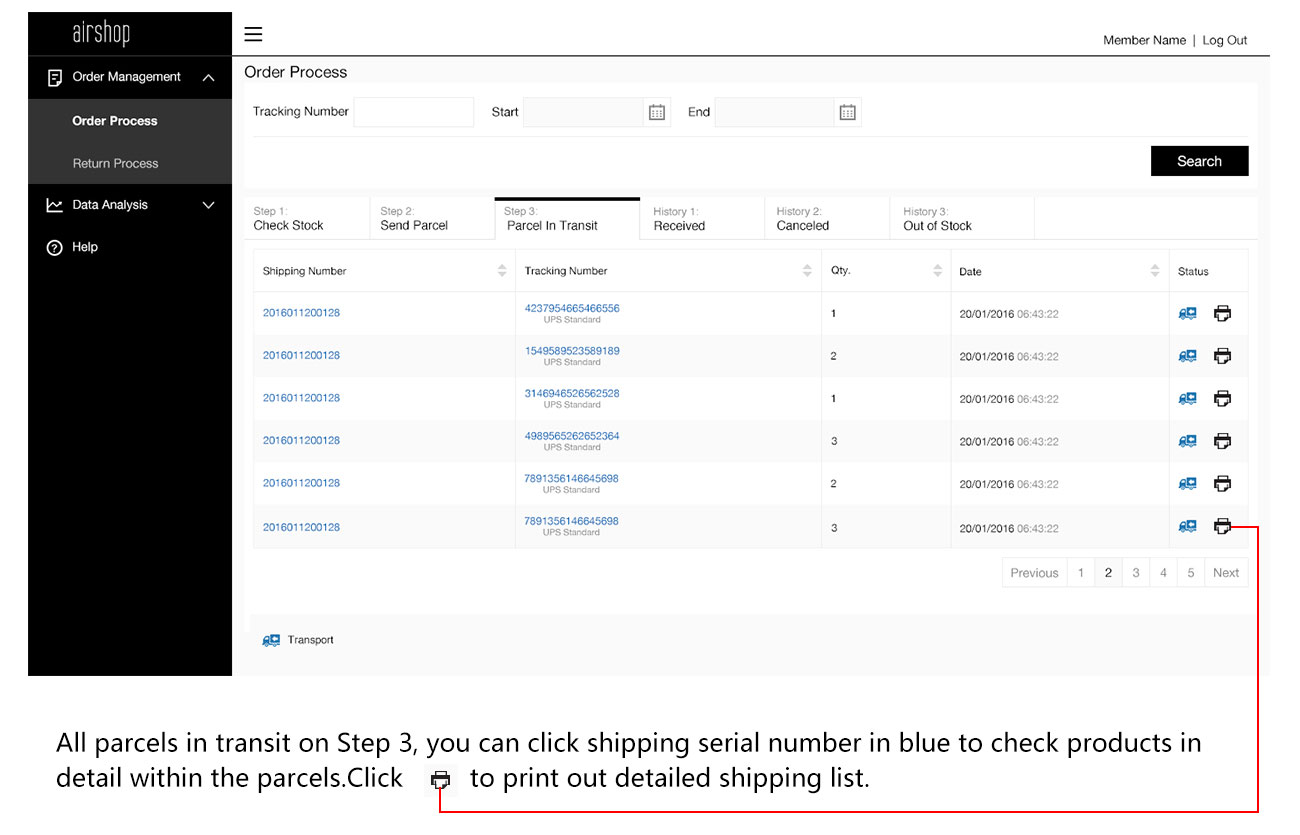 airshop
Member Name | Log Out
Order Management
Order Process
Return Process
Data Analysis
Help
Order Process
Tracking Number
Start
End
Search
Step 1:
Check Stock
Step 2:
Send Parcel
Step 3:
Parcel In Transit
History 1:
Received
History 2:
Canceled
History 3:
Out of Stock
Shipping Number Tracking Number Qty. Date Status
2016011200128 4237954665466556 1 20/01/2016 06:43:22
UPS Standard
2016011200128 1549589523589189 2 20/01/2016 06:43:22
UPS Standard
2016011200128 3146946526562528 1 20/01/2016 06:43:22
UPS Standard
2016011200128 4989565262652364 3 20/01/2016 06:43:22
UPS Standard
2016011200128 7891356146645698 2 20/01/2016 06:43:22
UPS Standard
2016011200128 7891356146645698 3 20/01/2016 06:43:22
UPS Standard
Previous 1 2 3 4 5 Next
Transport
All parcels in transit on Step 3, you can click shipping serial number in blue to check products in
detail within the parcels.Click to print out detailed shipping list.